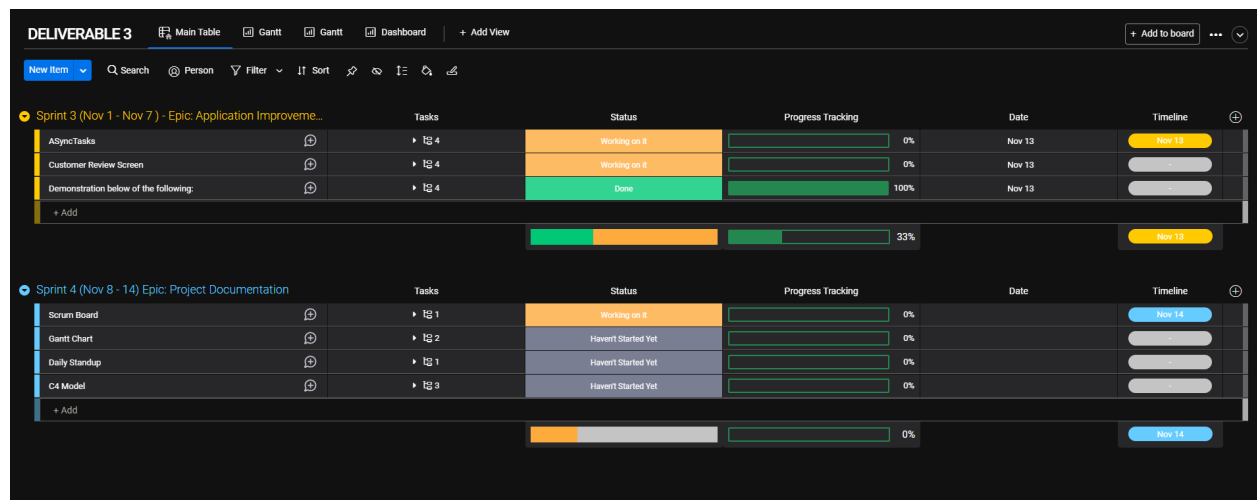 DELIVERABLE 3 Main Table Gantt Gantt Dashboard + Add View + Add to board
New Item Search Person Filter Sort
Sprint 3 (Nov 1 - Nov 7 ) - Epic: Application Improveme... Tasks Status Progress Tracking Date Timeline
ASyncTasks 4 Working on it 0% Nov 13 Nov 13
Customer Review Screen 4 Working on it 0% Nov 13 -
Demonstration below of the following: 4 Done 100% Nov 13 -
+ Add
33% Nov 13
Sprint 4 (Nov 8 - 14) Epic: Project Documentation Tasks Status Progress Tracking Date Timeline
Scrum Board 1 Working on it 0% Nov 14
Gantt Chart 2 Haven't Started Yet 0% -
Daily Standup 1 Haven't Started Yet 0% -
C4 Model 3 Haven't Started Yet 0% -
+ Add
0% Nov 14